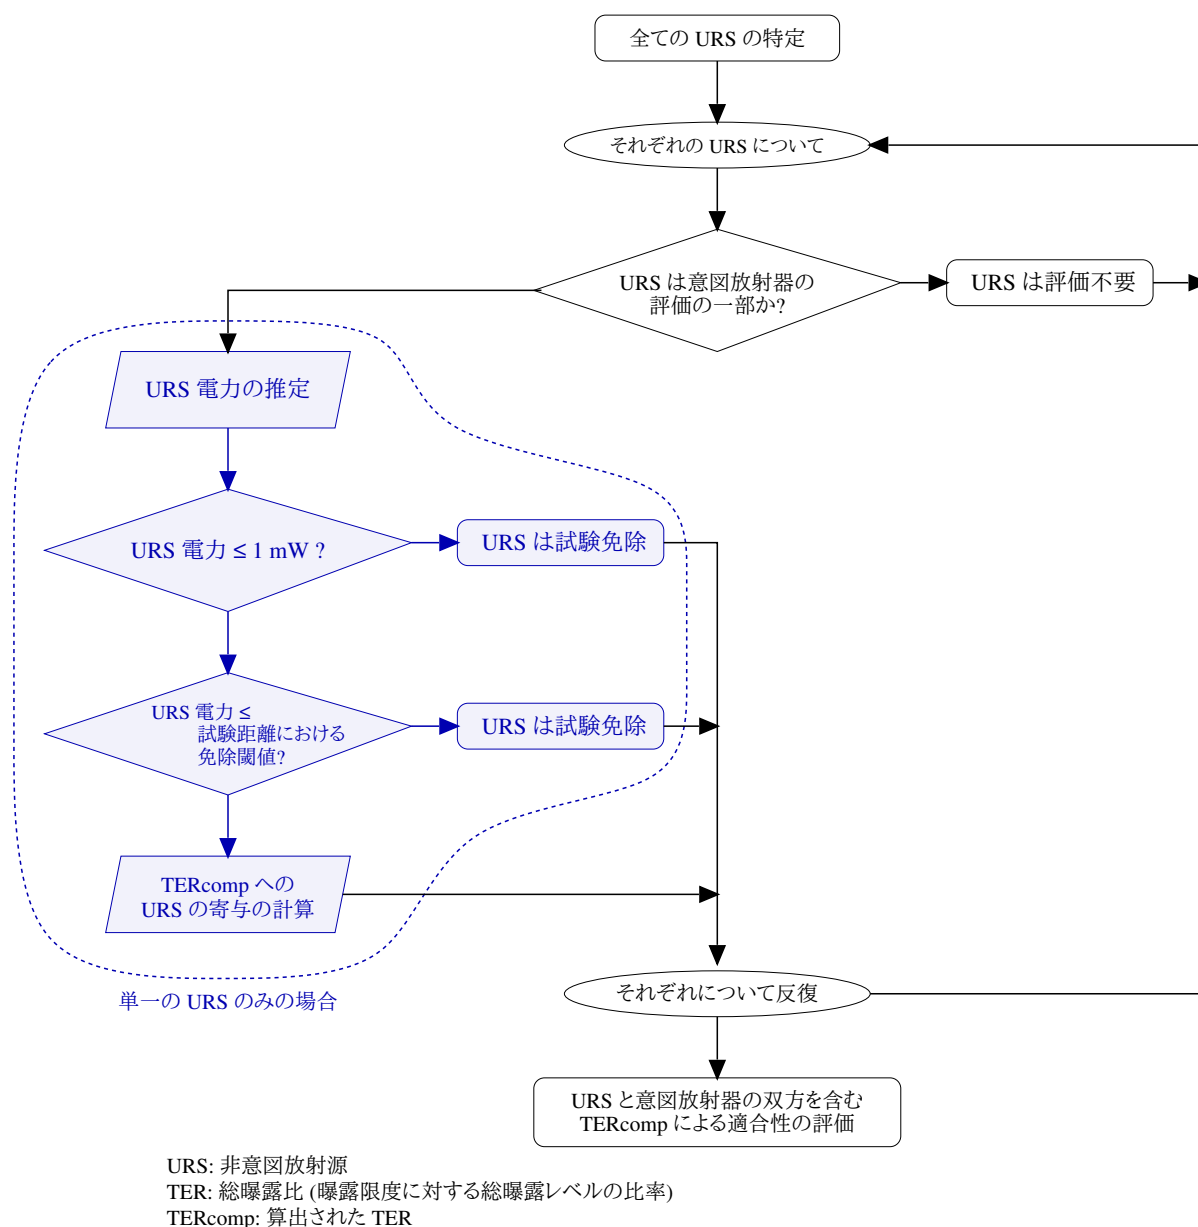 全ての URS の特定
それぞれの URS について
URS は意図放射器の
評価の一部か?
URS は評価不要
URS 電力の推定
URS 電力 ≤ 1 mW ?
URS は試験免除
URS 電力 ≤
試験距離における
免除閾値?
URS は試験免除
TERcomp への
URS の寄与の計算
単一の URS のみの場合
それぞれについて反復
URS と意図放射器の双方を含む
TERcomp による適合性の評価
URS: 非意図放射源
TER: 総曝露比 (曝露限度に対する総曝露レベルの比率)
TERcomp: 算出された TER